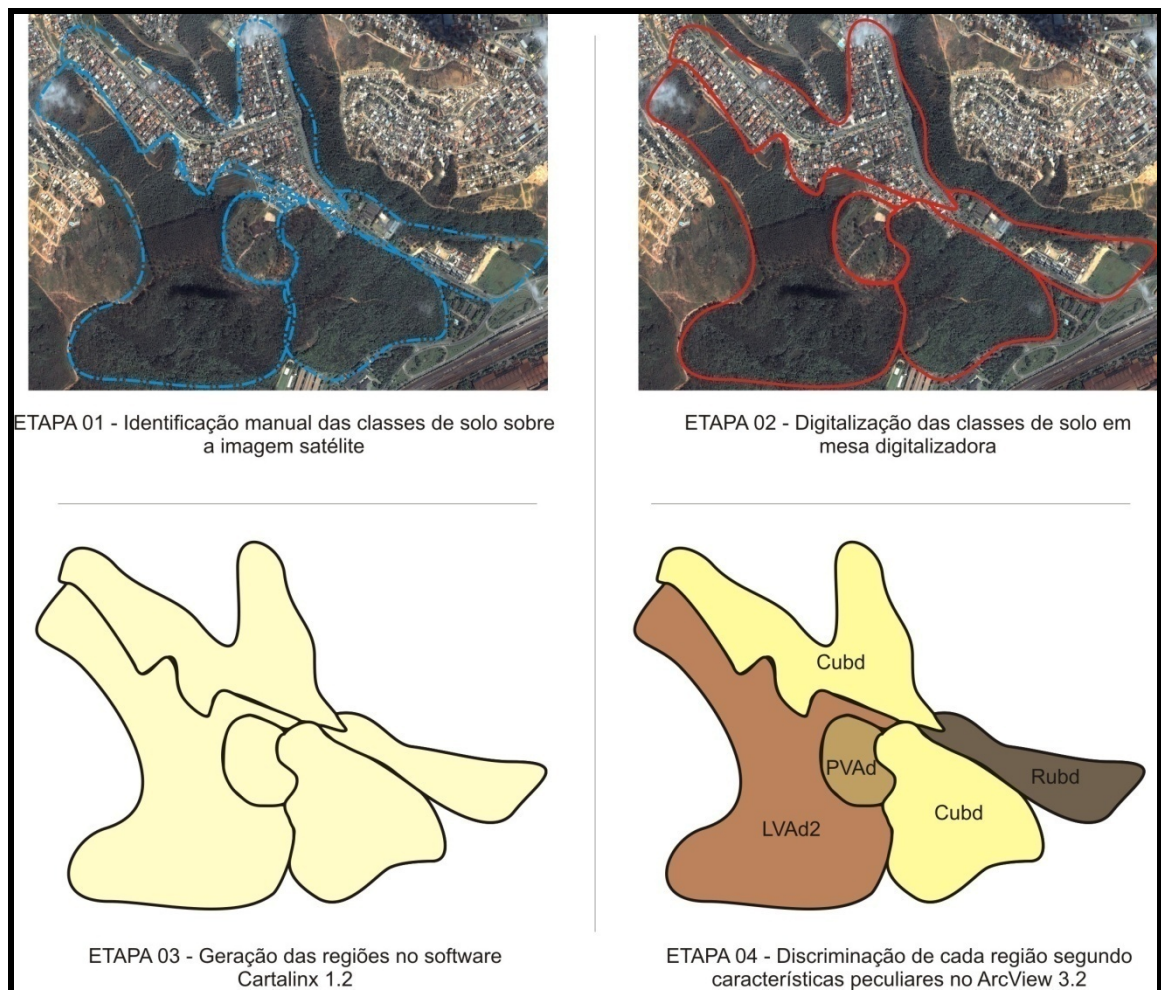 ETAPA 01 - Identificação manual das classes de solo sobre
a imagem satélite
ETAPA 02 - Digitalização das classes de solo em
mesa digitalizadora
Cubd
PVAd
Rubd
Cubd
LVAd2
ETAPA 03 - Geração das regiões no software
Cartalinx 1.2
ETAPA 04 - Discriminação de cada região segundo
características peculiares no ArcView 3.2